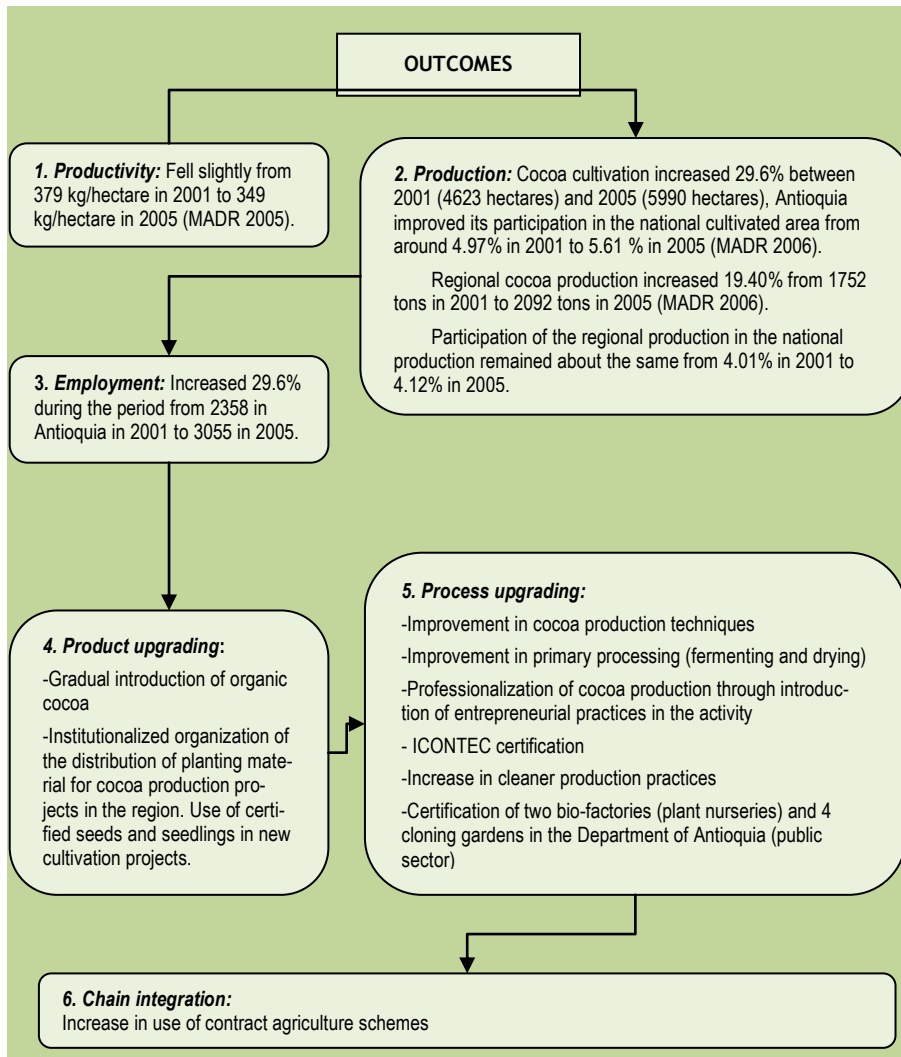 OUTCOMES
1. Productivity: Fell slightly from
379 kg/hectare in 2001 to 349
kg/hectare in 2005 (MADR 2005).
2. Production: Cocoa cultivation increased 29.6% between
2001 (4623 hectares) and 2005 (5990 hectares), Antioquia
improved its participation in the national cultivated area from
around 4.97% in 2001 to 5.61 % in 2005 (MADR 2006).
Regional cocoa production increased 19.40% from 1752
tons in 2001 to 2092 tons in 2005 (MADR 2006).
Participation of the regional production in the national
production remained about the same from 4.01% in 2001 to
4.12% in 2005.
3. Employment: Increased 29.6%
during the period from 2358 in
Antioquia in 2001 to 3055 in 2005.
4. Product upgrading:
-Gradual introduction of organic
cocoa
-Institutionalized organization of
the distribution of planting mate-
rial for cocoa production pro-
jects in the region. Use of certi-
fied seeds and seedlings in new
cultivation projects.
5. Process upgrading:
-Improvement in cocoa production techniques
-Improvement in primary processing (fermenting and drying)
-Professionalization of cocoa production through introduc-
tion of entrepreneurial practices in the activity
- ICONTEC certification
-Increase in cleaner production practices
-Certification of two bio-factories (plant nurseries) and 4
cloning gardens in the Department of Antioquia (public
sector)
6. Chain integration:
Increase in use of contract agriculture schemes